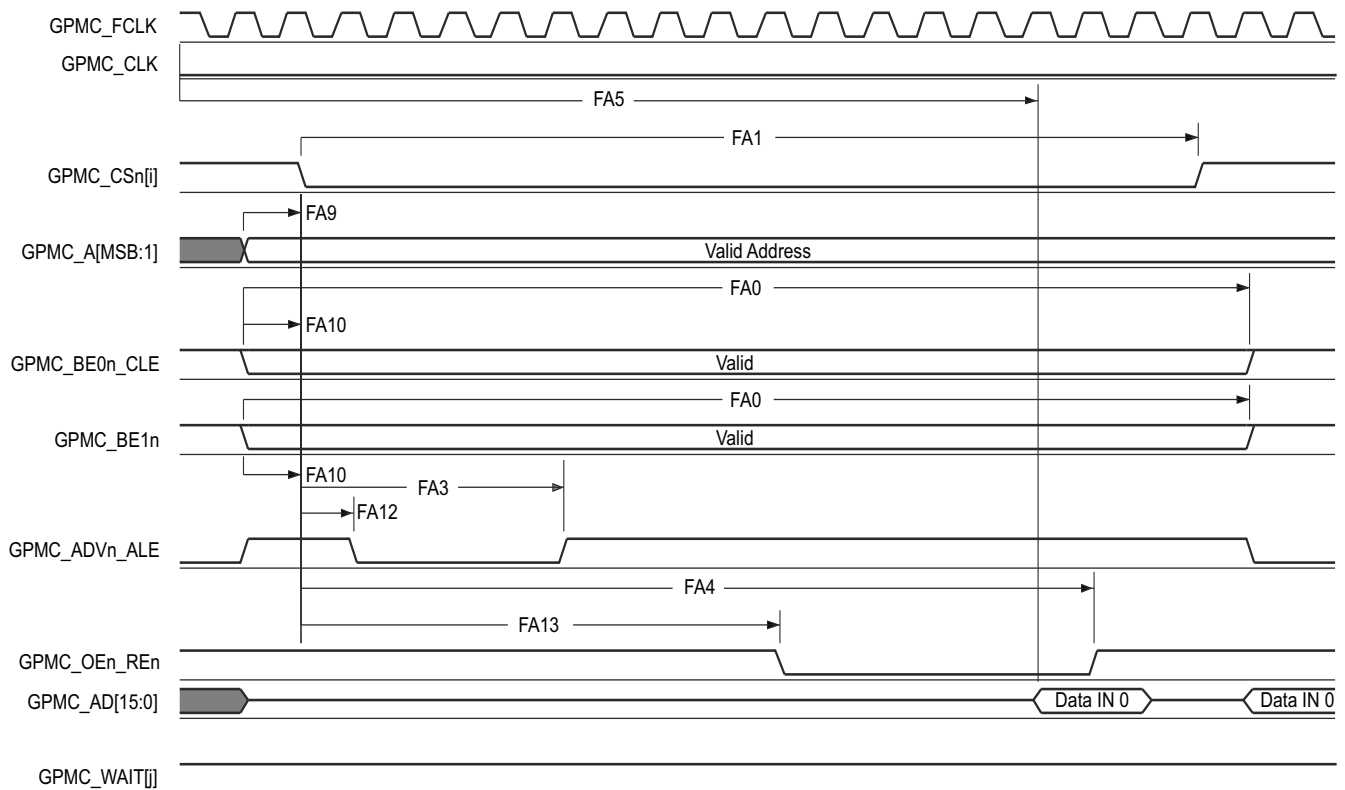 GPMC_FCLK
GPMC_CLK
FA5
FA1
GPMC_CSn[i]
FA9
GPMC_A[MSB:1]
Valid Address
FA0
FA10
GPMC_BE0n_CLE
Valid
FA0
GPMC_BE1n
Valid
FA10
FA3
FA12
GPMC_ADVn_ALE
FA4
FA13
GPMC_OEn_REn
GPMC_AD[15:0]
Data IN 0
Data IN 0
GPMC_WAIT[j]